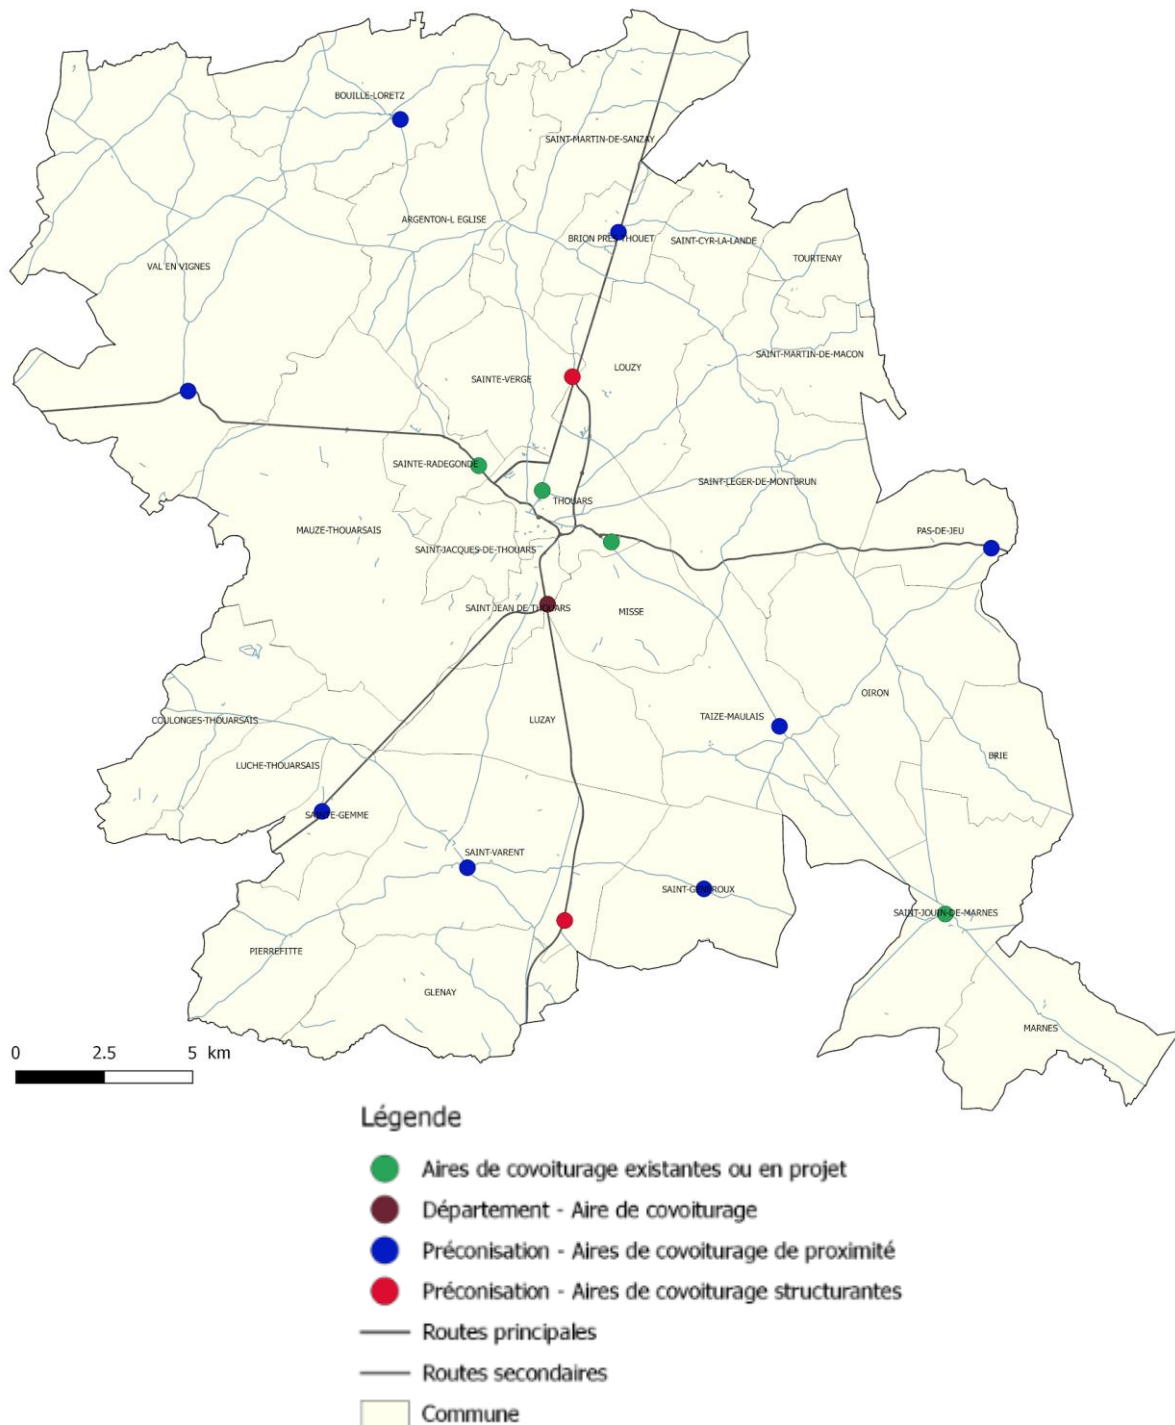 BOUILLE-LORETZ
SAINT-MARTIN-DE-SANZAY
ARGENTON-L EGLISE
BRION PRÈS THOUET
SAINT-CYR-LA-LANDE
TOURTENAY
VAL EN VIGNES
SAINT-MARTIN-DE-MACON
LOUZY
SAINTE-VERGE
SAINTE-RADEGONDE
SAINT-LEGER-DE-MONTBRUN
THOUARS
MAUZE-THOUARSAIS
PAS-DE-JEU
SAINT-JACQUES-DE-THOUARS
SAINT JEAN DE THOUARS
MISSE
OIRON
COULONGES-THOUARSAIS
LUZAY
TAIZE-MAULAIS
BRIE
LUCHE-THOUARSAIS
SAINTE-GEMME
SAINT-VARENT
SAINT-GENEROUX
SAINT-JOUIN-DE-MARNES
PIERREFITTE
GLENAY
MARNES
0 2.5 5 km
Légende
Aires de covoiturage existantes ou en projet
Département - Aire de covoiturage
Préconisation - Aires de covoiturage de proximité
Préconisation - Aires de covoiturage structurantes
Routes principales
Routes secondaires
Commune